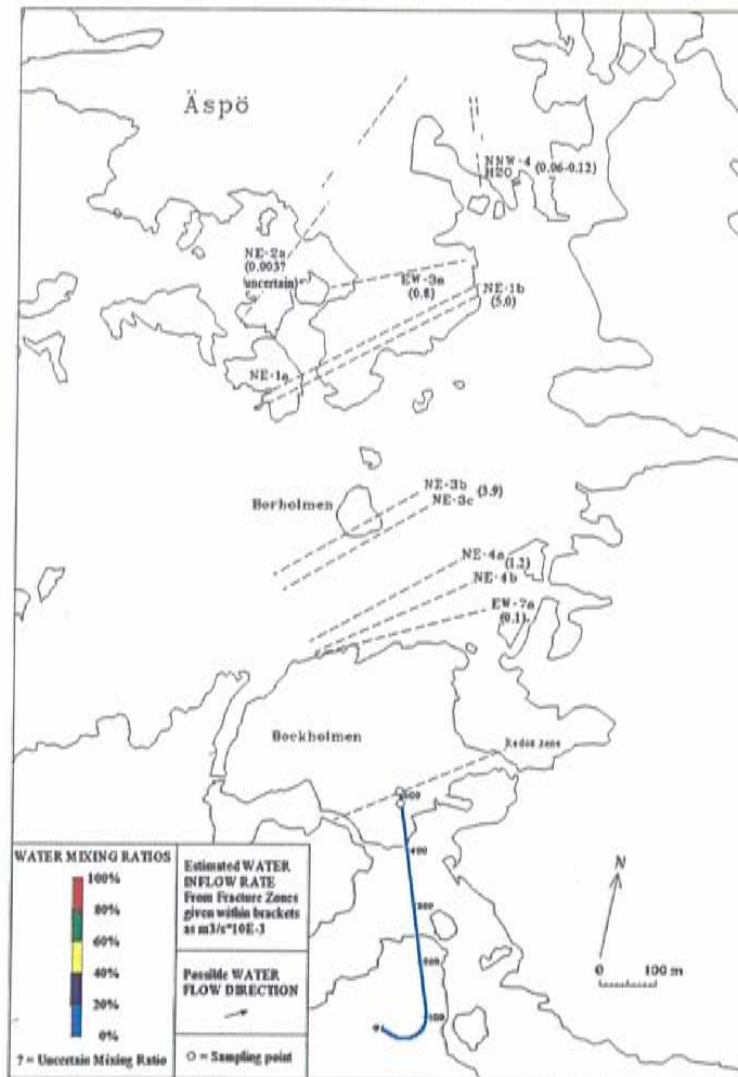 Äspö
NNW-4 (0.06-0.12)
H2O
NE-2a
(0.003?
uncertain)
EW-3a
(0.8)
NE-1b
(5.0)
NE-1a
NE-3b (3.9)
NE-3c
Borholmen
NE-4a
(1.2)
NE-4b
EW-7a
(0.1)
Bockholmen
Redox zone
500
400
300
200
100
0
N
0 100 m
WATER MIXING RATIOS
100%
80%
60%
40%
20%
0%
? = Uncertain Mixing Ratio
Estimated WATER
INFLOW RATE
From Fracture Zones
given within brackets
as m3/s*10E-3
Possible WATER
FLOW DIRECTION
O = Sampling point